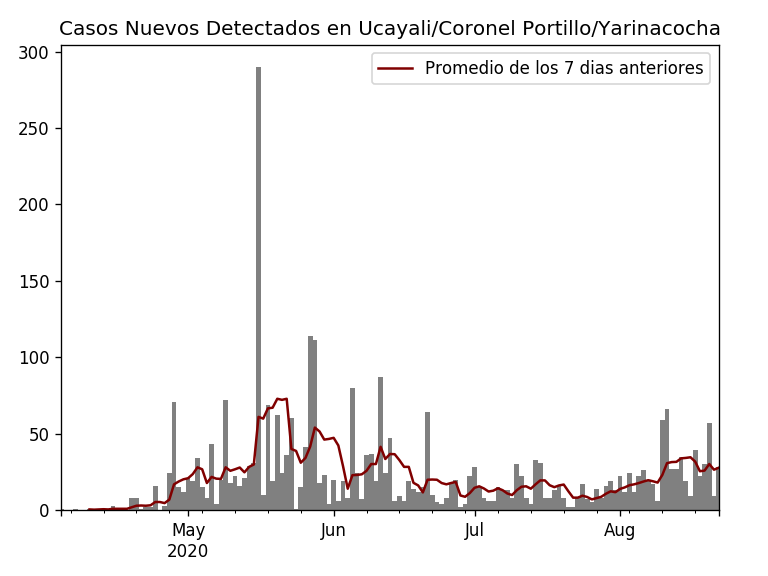 Casos Nuevos Detectados en Ucayali/Coronel Portillo/Yarinacocha
Promedio de los 7 dias anteriores
300
250
200
150
100
50
0
May Jun Jul Aug
2020